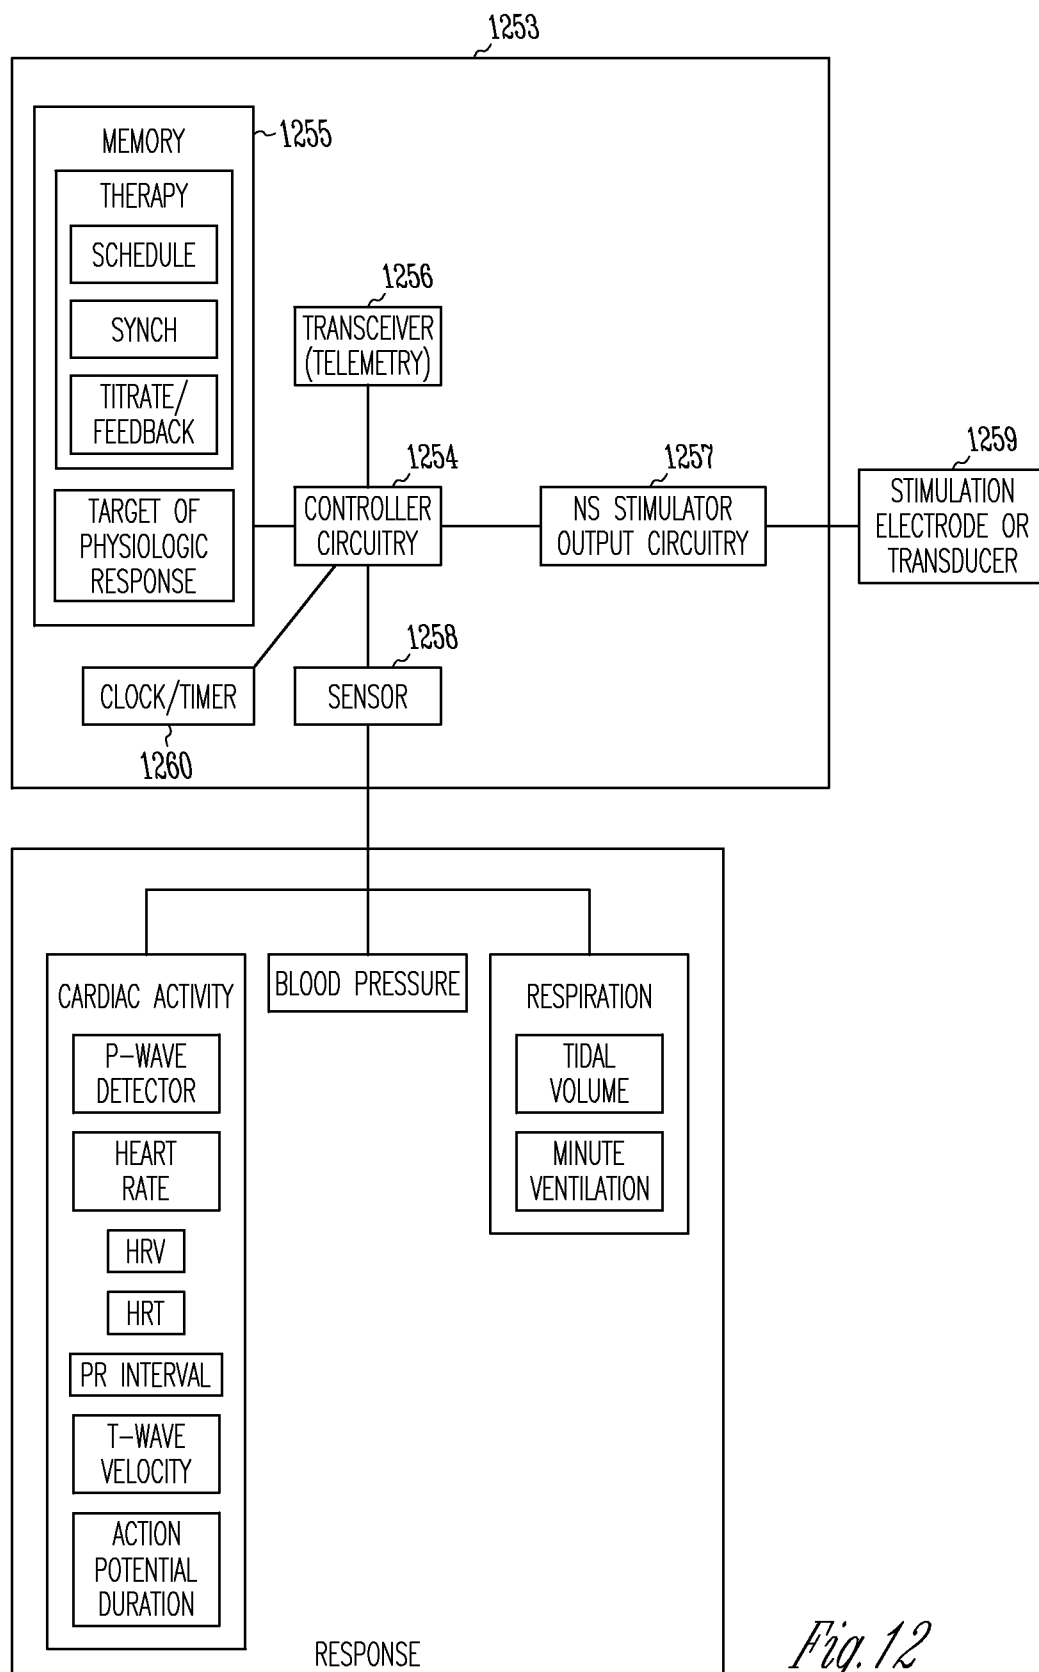 1253
MEMORY
1255
THERAPY
SCHEDULE
SYNCH
TITRATE/
FEEDBACK
TARGET OF
PHYSIOLOGIC
RESPONSE
1256
TRANSCEIVER
(TELEMETRY)
1254
CONTROLLER
CIRCUITRY
1257
NS STIMULATOR
OUTPUT CIRCUITRY
1259
STIMULATION
ELECTRODE OR
TRANSDUCER
1258
SENSOR
CLOCK/TIMER
1260
CARDIAC ACTIVITY
P-WAVE
DETECTOR
HEART
RATE
HRV
HRT
PR INTERVAL
T-WAVE
VELOCITY
ACTION
POTENTIAL
DURATION
BLOOD PRESSURE
RESPIRATION
TIDAL
VOLUME
MINUTE
VENTILATION
RESPONSE
Fig. 12